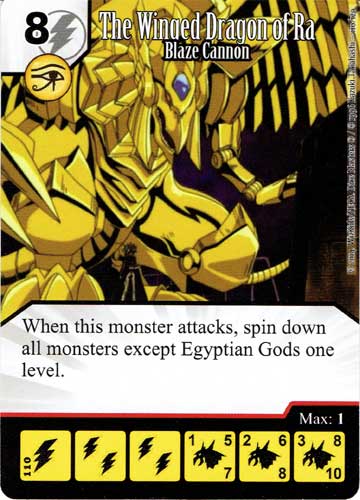 8
The Winged Dragon of Ra
Blaze Cannon
When this monster attacks, spin down
all monsters except Egyptian Gods one
level.
Max: 1
110
1 5
7
2 6
8
3 8
10